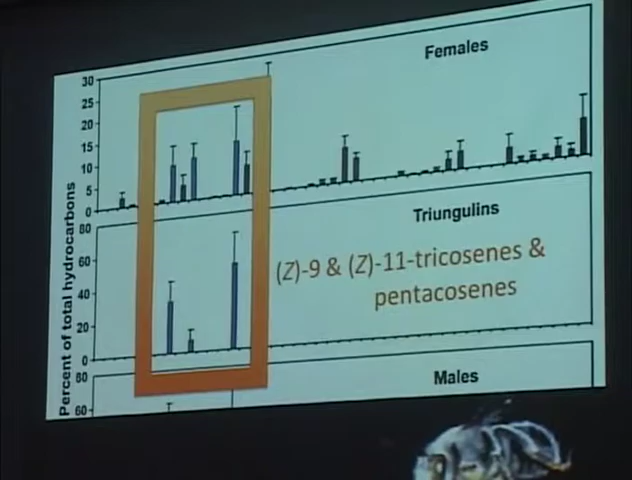 Females
30
25
20
15
10
5
0
Percent of total hydrocarbons
Triungulins
80
60
40
20
0
(Z)-9 & (Z)-11-tricosenes &
pentacosenes
Males
80
60